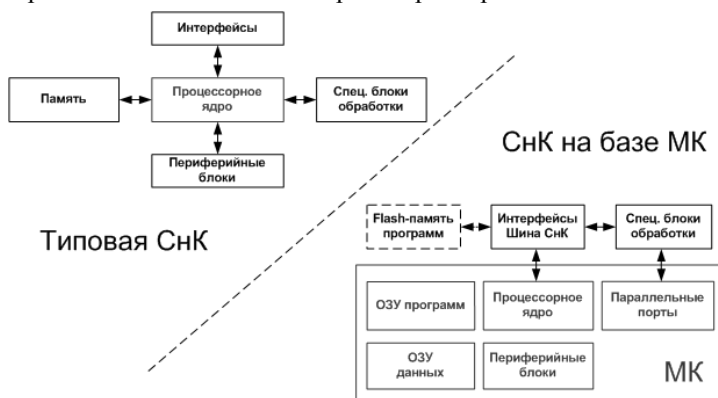 Интерфейсы
Память
Процессорное
ядро
Спец. блоки
обработки
Периферийные
блоки
Типовая СнК
СнК на базе МК
Flash-память
программ
Интерфейсы
Шина СнК
Спец. блоки
обработки
ОЗУ программ
Процессорное
ядро
Параллельные
порты
ОЗУ
данных
Периферийные
блоки
МК